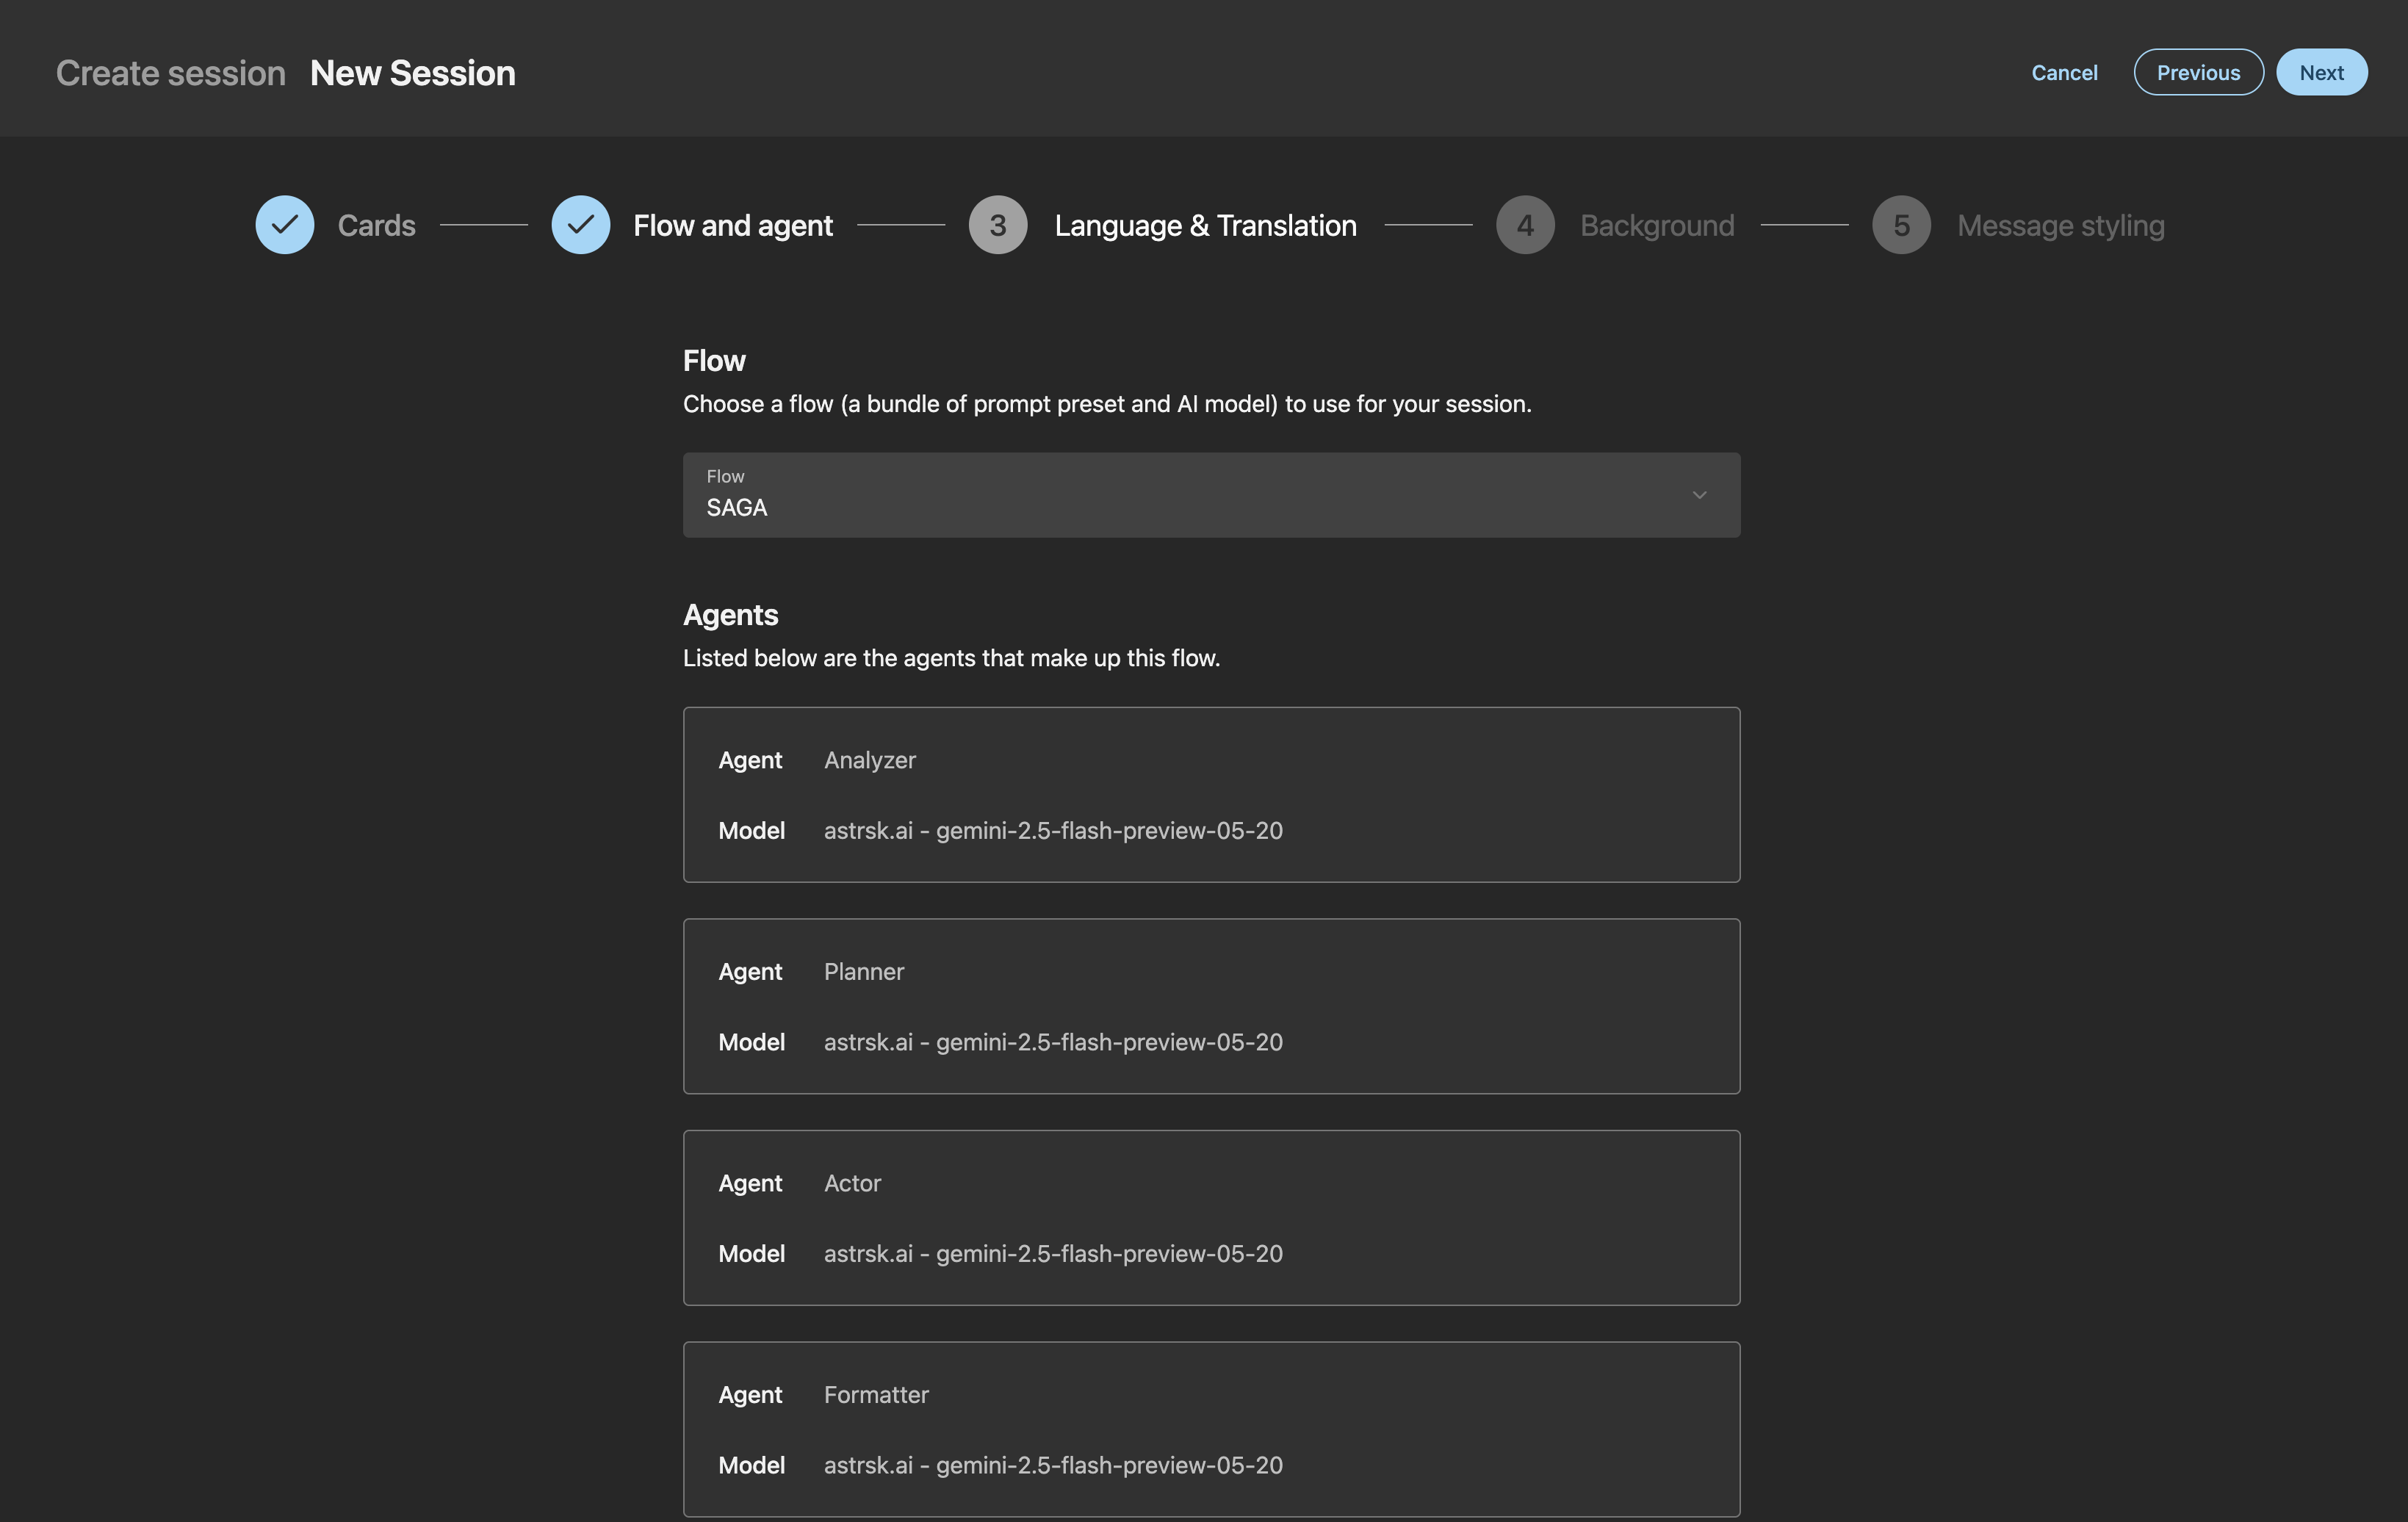 Create session New Session
Cancel
Previous
Next
Cards
Flow and agent
3 Language & Translation
4 Background
5 Message styling
Flow
Choose a flow (a bundle of prompt preset and AI model) to use for your session.
Flow
SAGA
Agents
Listed below are the agents that make up this flow.
Agent Analyzer
Model astrsk.ai - gemini-2.5-flash-preview-05-20
Agent Planner
Model astrsk.ai - gemini-2.5-flash-preview-05-20
Agent Actor
Model astrsk.ai - gemini-2.5-flash-preview-05-20
Agent Formatter
Model astrsk.ai - gemini-2.5-flash-preview-05-20